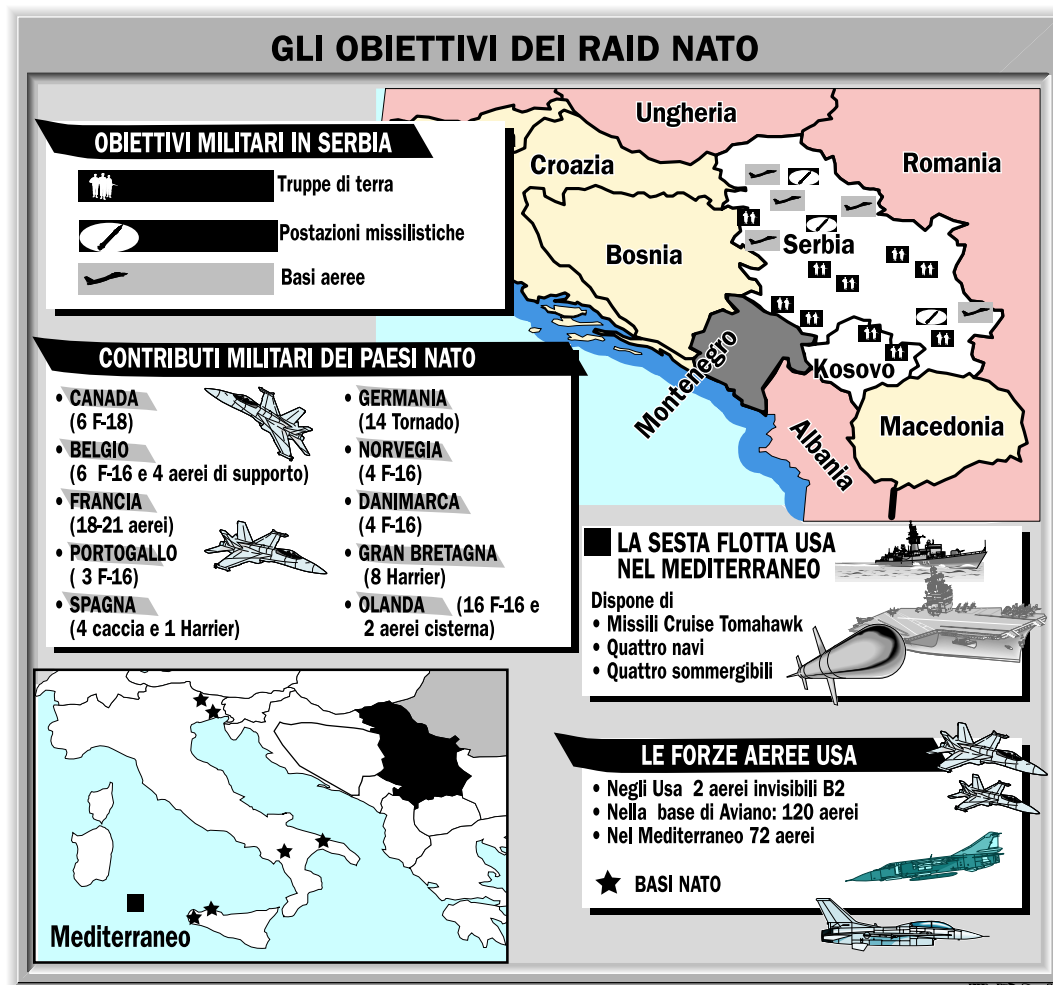 GLI OBIETTIVI DEI RAID NATO
OBIETTIVI MILITARI IN SERBIA
Truppe di terra
Postazioni missilistiche
Basi aeree
Ungheria
Croazia
Romania
Bosnia
Serbia
Montenegro
Kosovo
Albania
Macedonia
CONTRIBUTI MILITARI DEI PAESI NATO
• CANADA
(6 F-18)
• BELGIO
(6 F-16 e 4 aerei di supporto)
• FRANCIA
(18-21 aerei)
• PORTOGALLO
( 3 F-16)
• SPAGNA
(4 caccia e 1 Harrier)
• GERMANIA
(14 Tornado)
• NORVEGIA
(4 F-16)
• DANIMARCA
(4 F-16)
• GRAN BRETAGNA
(8 Harrier)
• OLANDA (16 F-16 e
2 aerei cisterna)
LA SESTA FLOTTA USA
NEL MEDITERRANEO
Dispone di
• Missili Cruise Tomahawk
• Quattro navi
• Quattro sommergibili
Mediterraneo
LE FORZE AEREE USA
• Negli Usa 2 aerei invisibili B2
• Nella base di Aviano: 120 aerei
• Nel Mediterraneo 72 aerei
BASI NATO